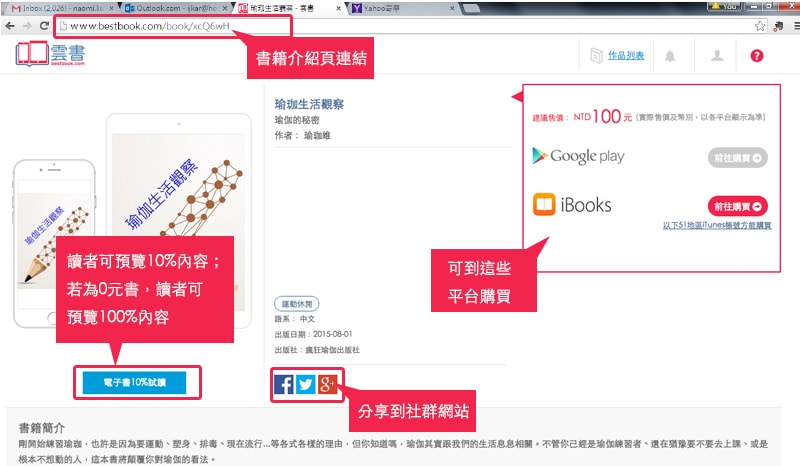 Inbox (2,026) - naomi.li
Outlook.com - ijkar@ho
瑜珈生活觀察 - 雲書
Yahoo奇摩
You
www.bestbook.com/book/xcQ6wH
書籍介紹頁連結
雲書
bestbook.com
作品列表
?
瑜珈生活觀察
瑜珈的秘密
作者： 瑜珈維
建議售價： NTD100元 (實際售價及幣別，以各平台顯示為準)
Google play
前往購買
iBooks
前往購買
以下51地區iTunes帳號方能購買
可到這些
平台購買
瑜伽生活觀察
瑜伽生活觀察
讀者可預覽10%內容；
若為0元書，讀者可
預覽100%內容
電子書10%試讀
運動休閒
語系： 中文
出版日期：2015-08-01
出版社：瘋狂瑜伽出版社
分享到社群網站
書籍簡介
剛開始練習瑜珈，也許是因為要運動、塑身、排毒、現在流行...等各式各樣的理由，但你知道嗎，瑜珈其實跟我們的生活息息相關。不管你已經是瑜珈練習者、還在猶豫要不要去上課、或是
根本不想動的人，這本書將顛覆你對瑜珈的看法。